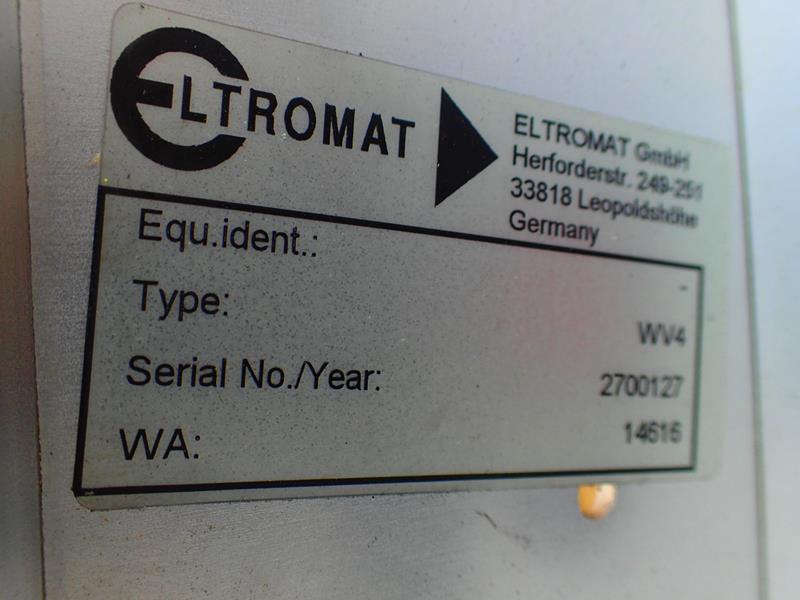 ELTROMAT
ELTROMAT GmbH
Herforderstr. 249-251
33818 Leopoldshöhe
Germany
Equ.ident.: -
Type: WV4
Serial No./Year: 2700127
WA: 14616